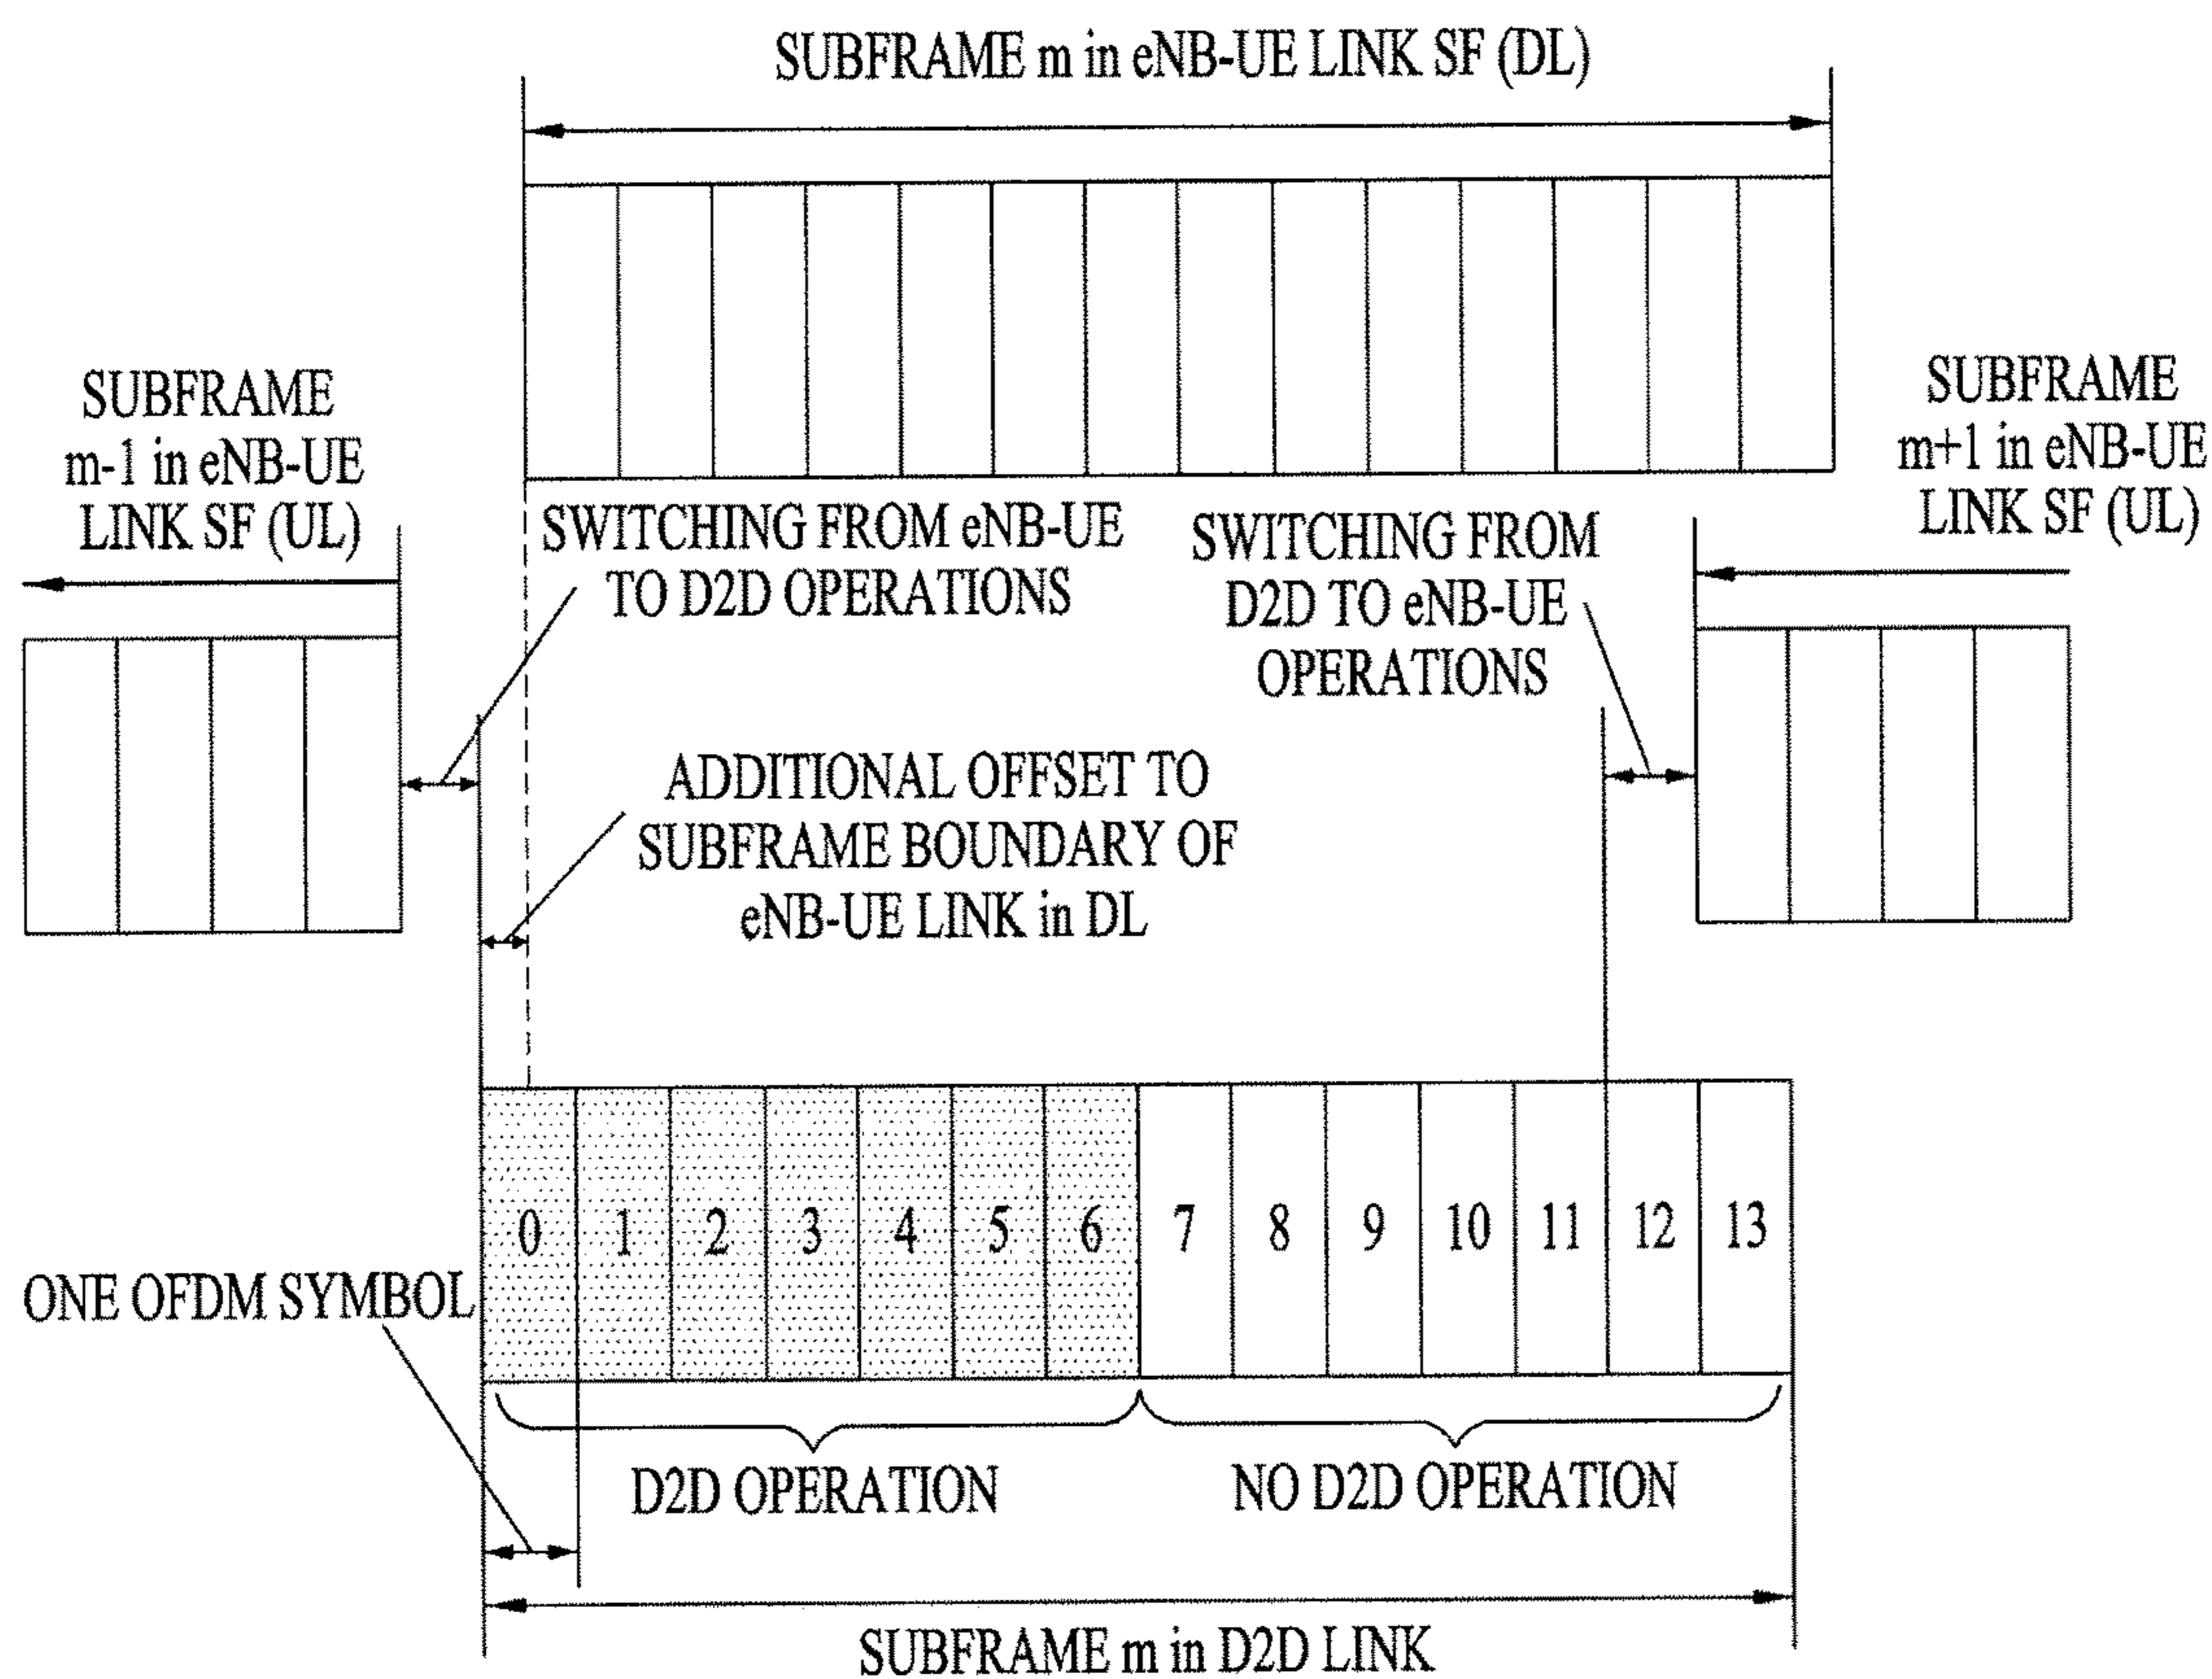 SUBFRAME m in eNB-UE LINK SF (DL)
SUBFRAME
m-1 in eNB-UE
LINK SF (UL)
SUBFRAME
m+1 in eNB-UE
LINK SF (UL)
SWITCHING FROM eNB-UE
TO D2D OPERATIONS
SWITCHING FROM
D2D TO eNB-UE
OPERATIONS
ADDITIONAL OFFSET TO
SUBFRAME BOUNDARY OF
eNB-UE LINK in DL
0 1 2 3 4 5 6 7 8 9 10 11 12 13
ONE OFDM SYMBOL
D2D OPERATION
NO D2D OPERATION
SUBFRAME m in D2D LINK